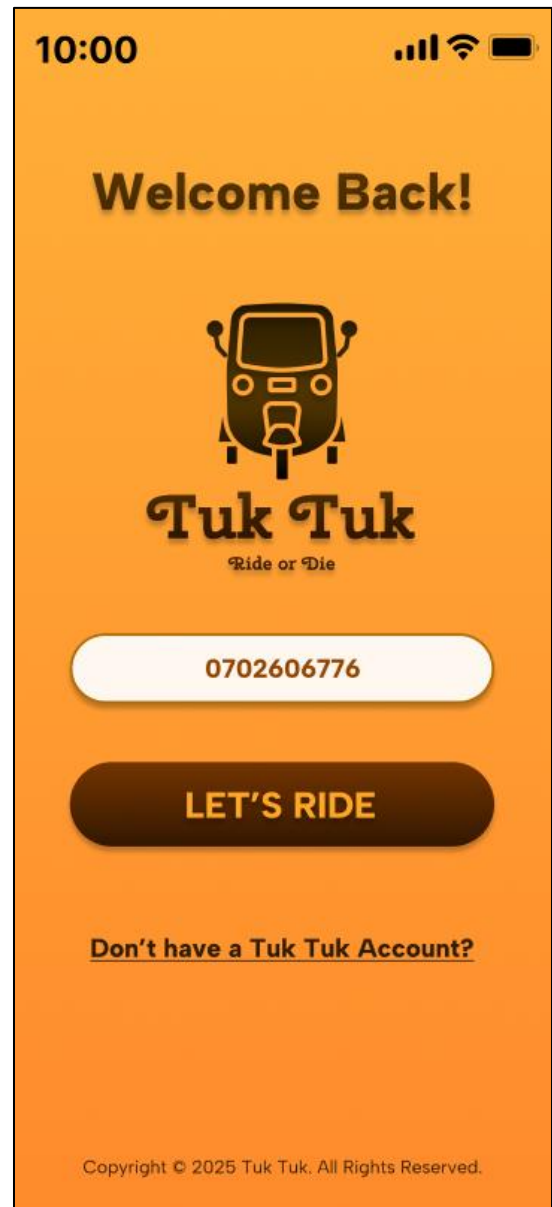 10:00
Welcome Back!
Tuk Tuk
Ride or Die
0702606776
LET’S RIDE
Don’t have a Tuk Tuk Account?
Copyright © 2025 Tuk Tuk. All Rights Reserved.